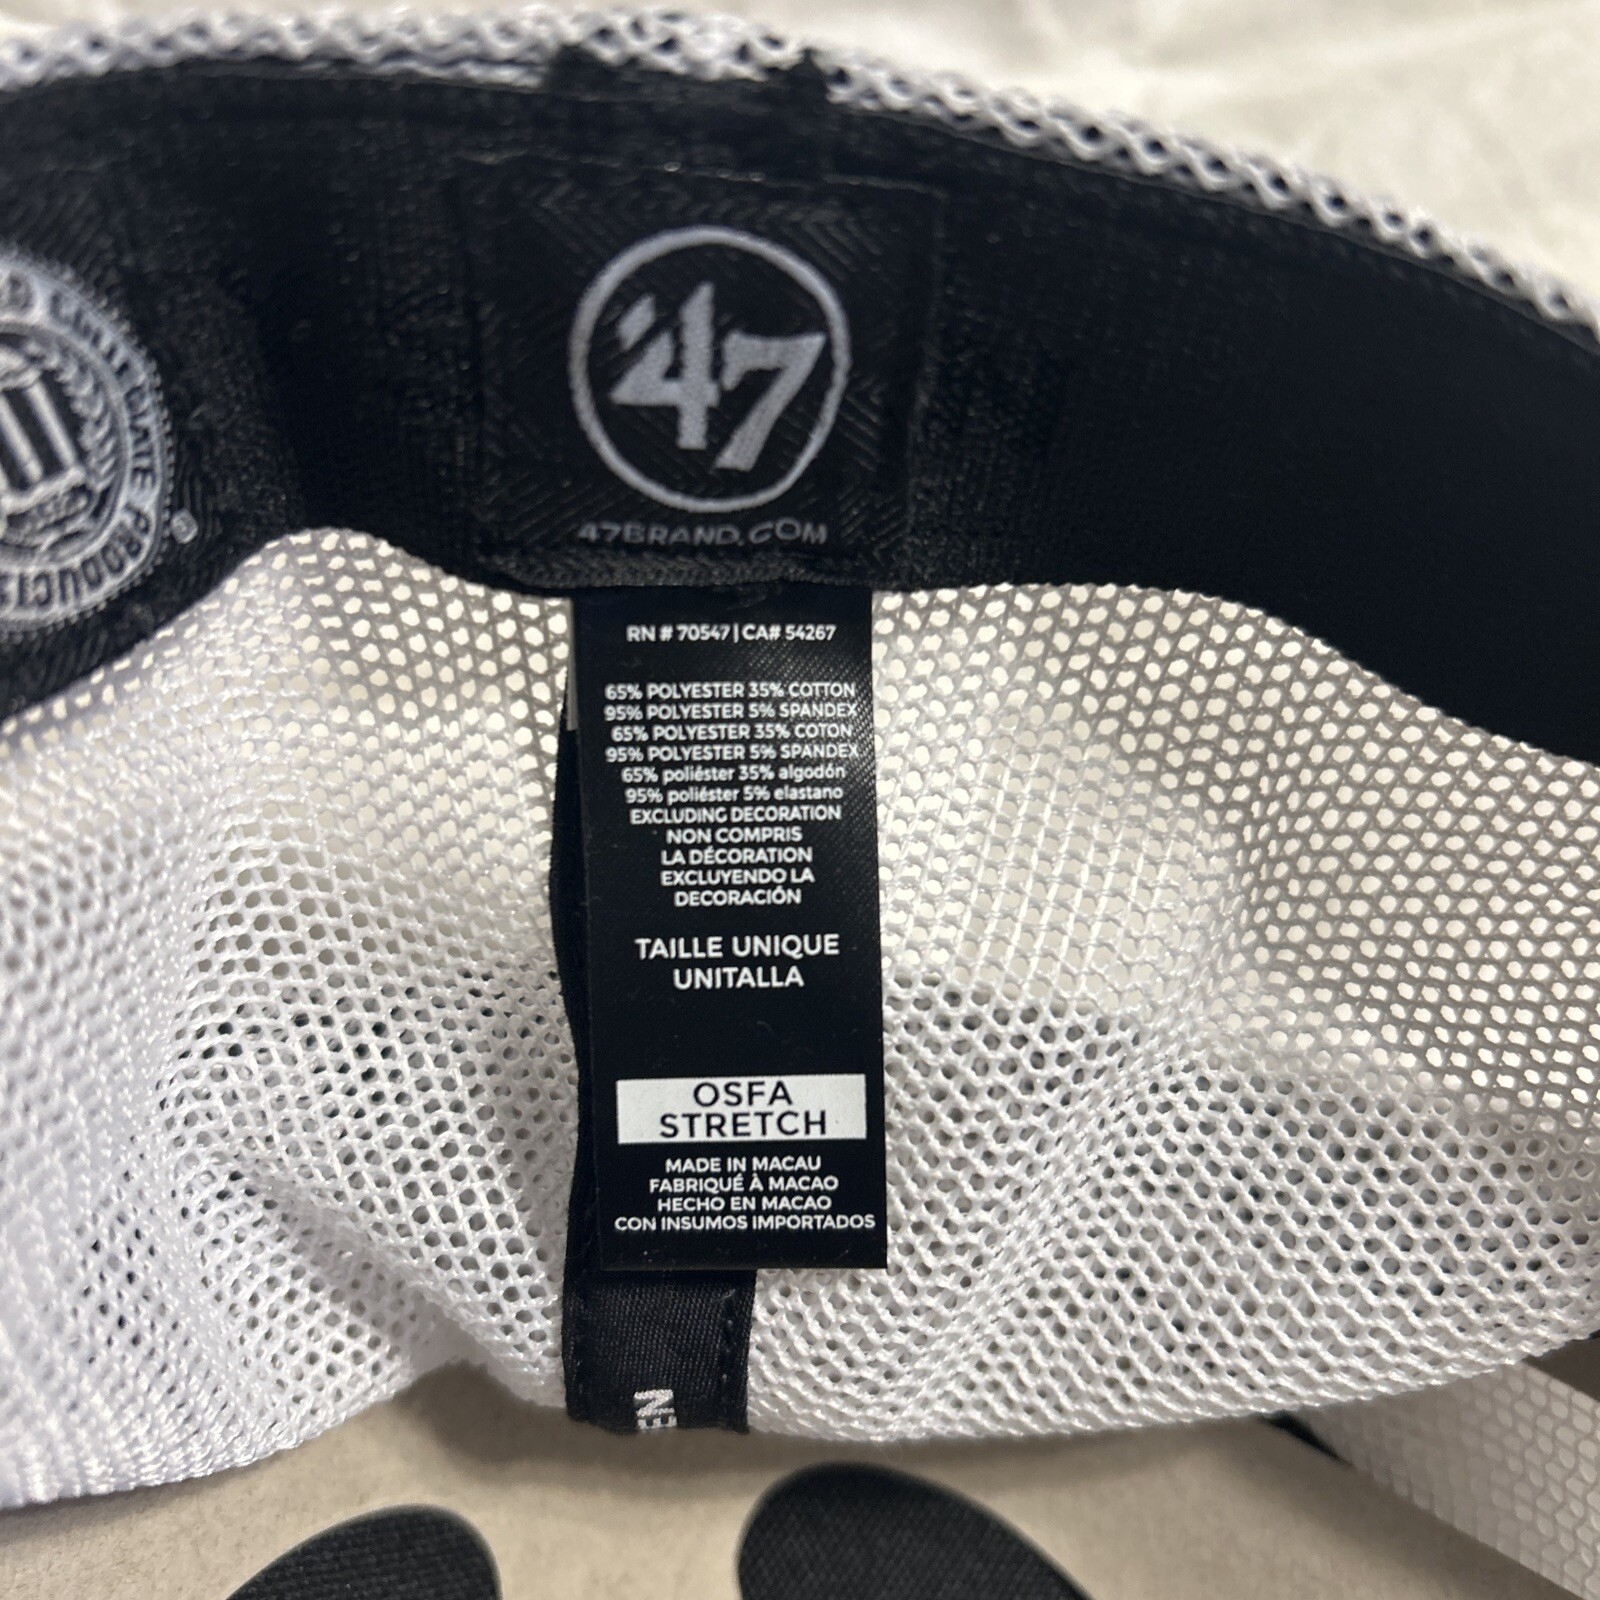 '47
47BRAND.COM
PRODUCTS
RN # 70547 | CA# 54267
65% POLYESTER 35% COTTON
95% POLYESTER 5% SPANDEX
65% POLYESTER 35% COTON
95% POLYESTER 5% SPANDEX
65% poliéster 35% algodón
95% poliéster 5% elastano
EXCLUDING DECORATION
NON COMPRIS
LA DÉCORATION
EXCLUYENDO LA
DECORACIÓN
TAILLE UNIQUE
UNITALLA
OSFA
STRETCH
MADE IN MACAU
FABRIQUÉ À MACAO
HECHO EN MACAO
CON INSUMOS IMPORTADOS